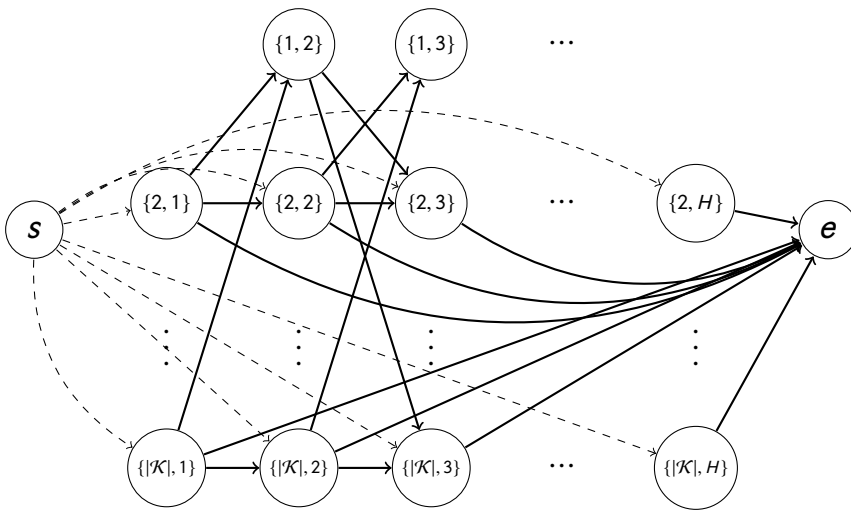 {1, 2} {1, 3} ...
{2, 1} {2, 2} {2, 3} ... {2, H}
s e
⋮ ⋮ ⋮ ⋮
{|𝒦|, 1} {|𝒦|, 2} {|𝒦|, 3} ... {|𝒦|, H}